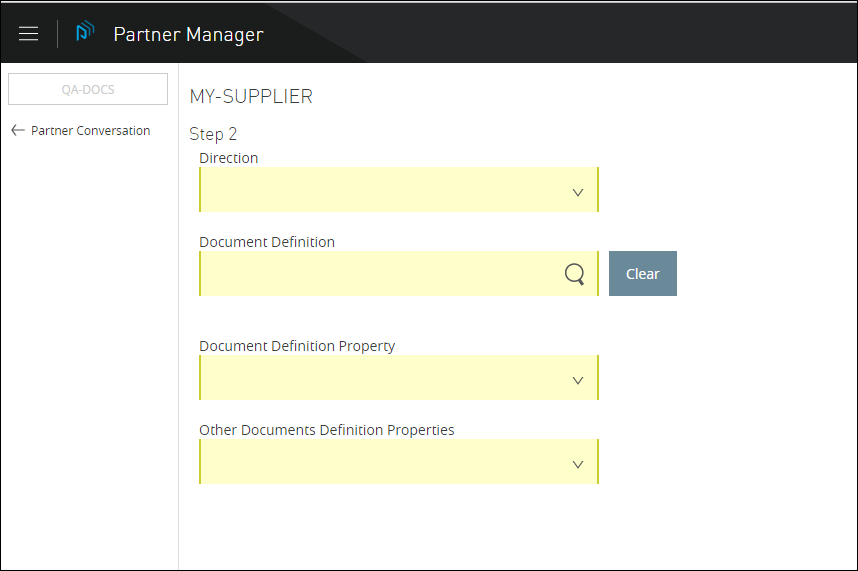 Partner Manager
QA-DOCS
Partner Conversation
MY-SUPPLIER
Step 2
Direction
Document Definition
Clear
Document Definition Property
Other Documents Definition Properties